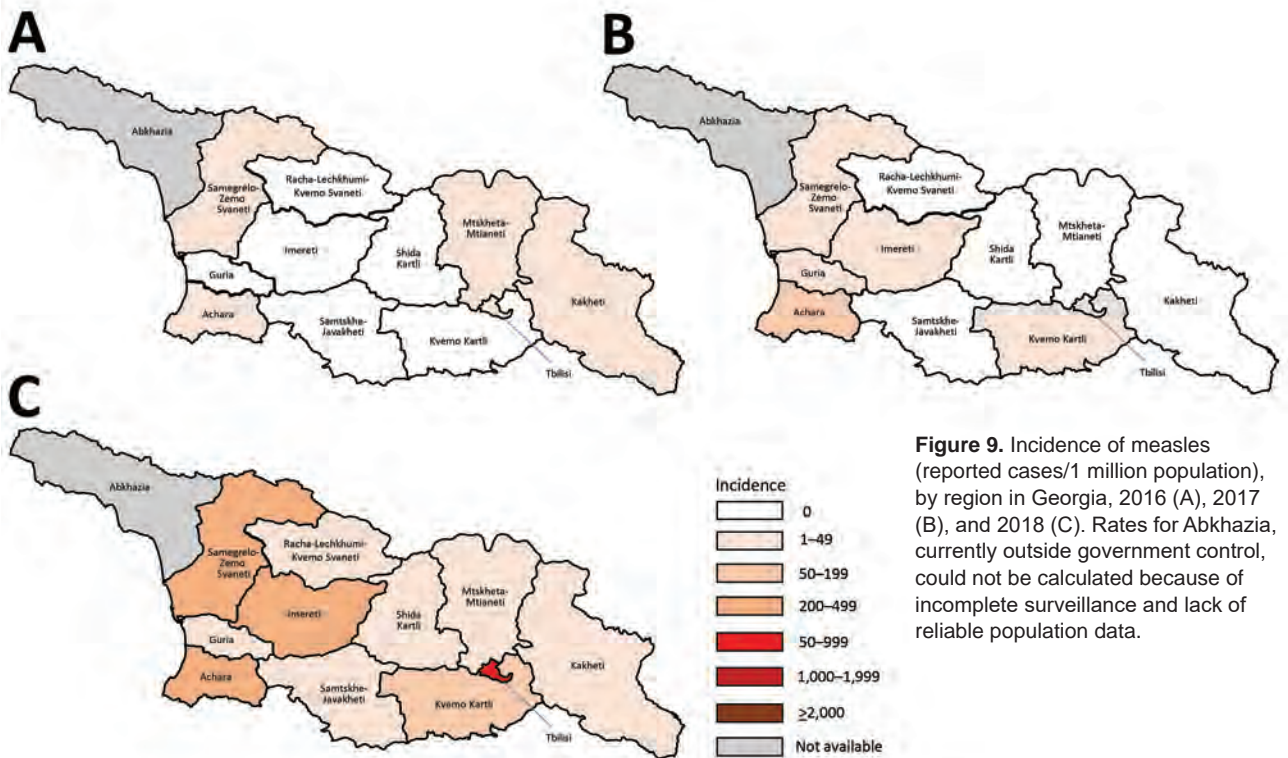 A
Abkhazia
Samegrelo-
Zemo
Svaneti
Racha-Lechkhumi-
Kvemo Svaneti
Mtskheta-
Mtianeti
Imereti
Shida
Kartli
Guria
Kakheti
Achara
Samtskhe-
Javakheti
Kvemo Kartli
Tbilisi
B
Abkhazia
Samegrelo-
Zemo
Svaneti
Racha-Lechkhumi-
Kvemo Svaneti
Mtskheta-
Mtianeti
Imereti
Shida
Kartli
Guria
Kakheti
Achara
Samtskhe-
Javakheti
Kvemo Kartli
Tbilisi
C
Abkhazia
Samegrelo-
Zemo
Svaneti
Racha-Lechkhumi-
Kvemo Svaneti
Mtskheta-
Mtianeti
Imereti
Shida
Kartli
Guria
Kakheti
Achara
Samtskhe-
Javakheti
Kvemo Kartli
Tbilisi
Incidence
0
1–49
50–199
200–499
50–999
1,000–1,999
≥2,000
Not available
Figure 9. Incidence of measles
(reported cases/1 million population),
by region in Georgia, 2016 (A), 2017
(B), and 2018 (C). Rates for Abkhazia,
currently outside government control,
could not be calculated because of
incomplete surveillance and lack of
reliable population data.